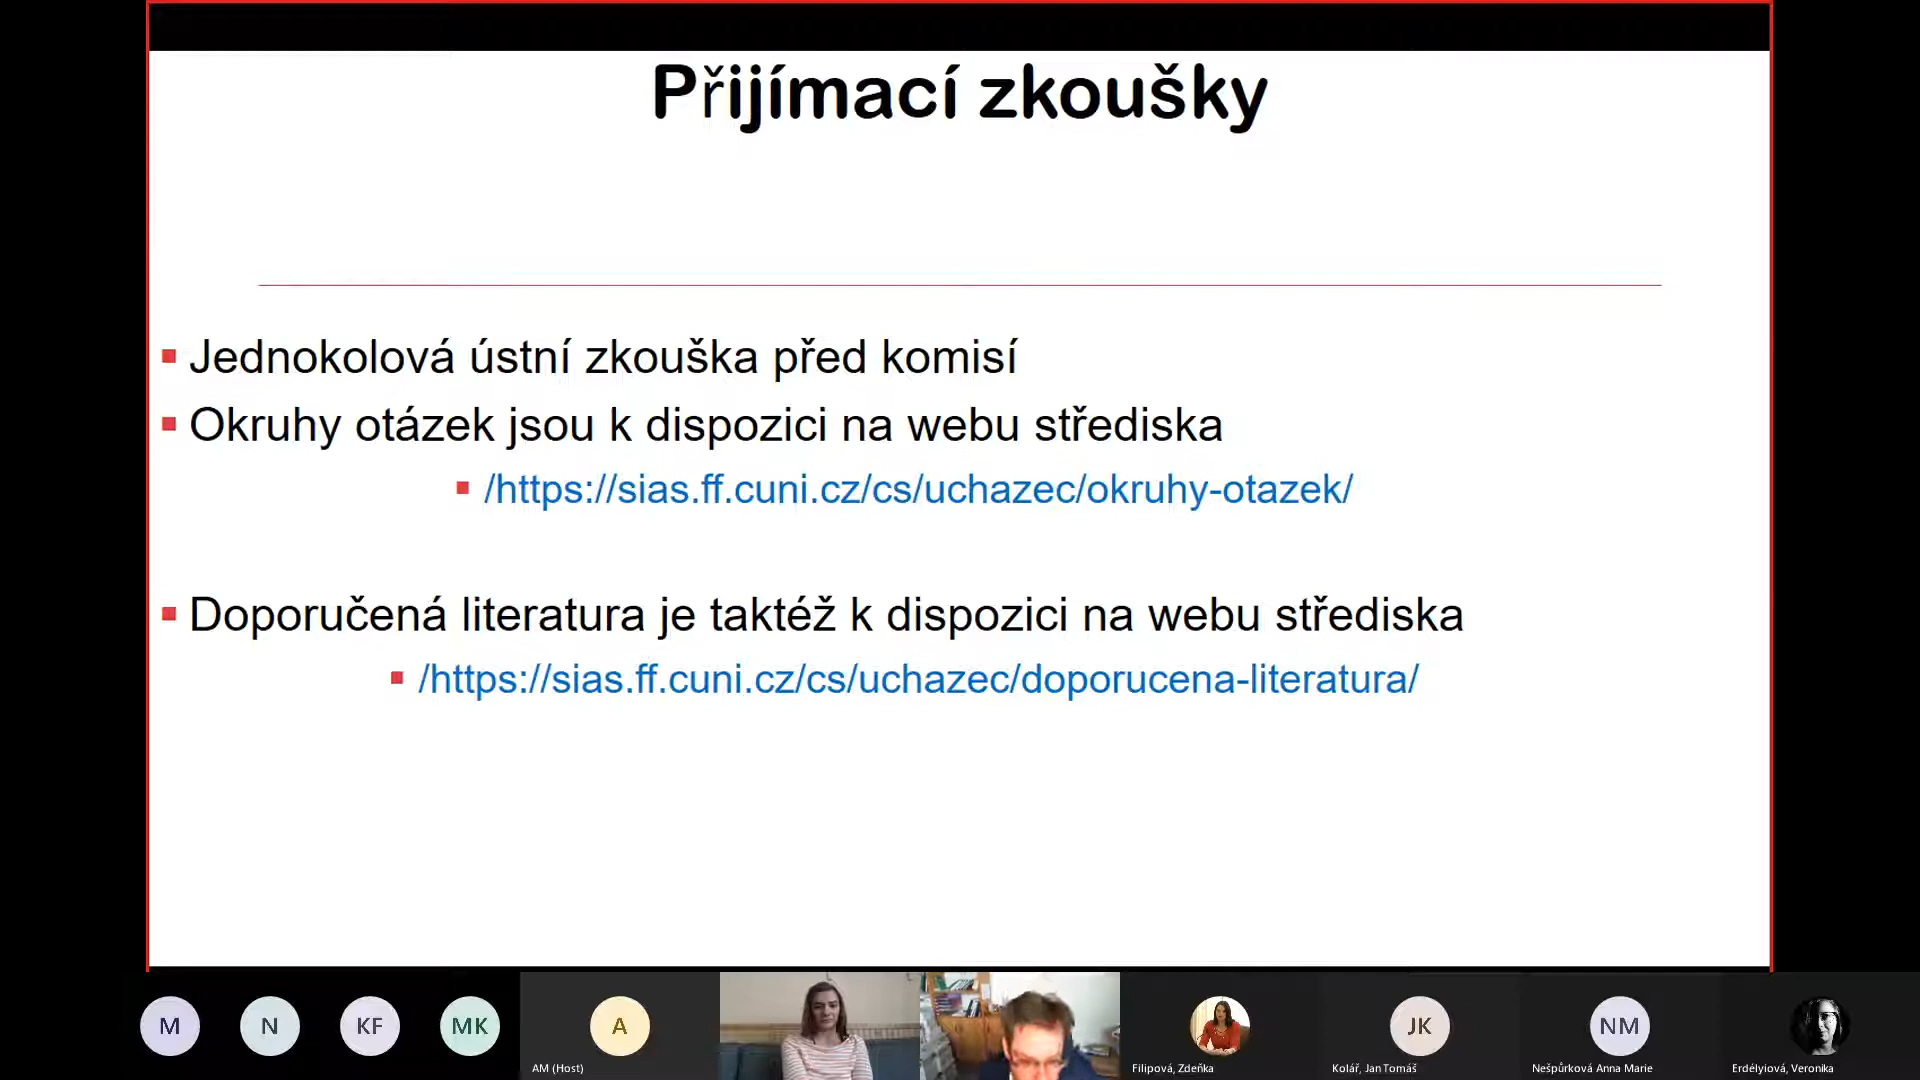 Přijímací zkoušky
Jednokolová ústní zkouška před komisí
Okruhy otázek jsou k dispozici na webu střediska
/https://sias.ff.cuni.cz/cs/uchazec/okruhy-otazek/
Doporučená literatura je taktéž k dispozici na webu střediska
/https://sias.ff.cuni.cz/cs/uchazec/doporucena-literatura/
M
N
KF
MK
A
JK
NM
AM (Host)
Filipová, Zdeňka
Kolář, Jan Tomáš
Nešpůrková Anna Marie
Erdélyiová, Veronika